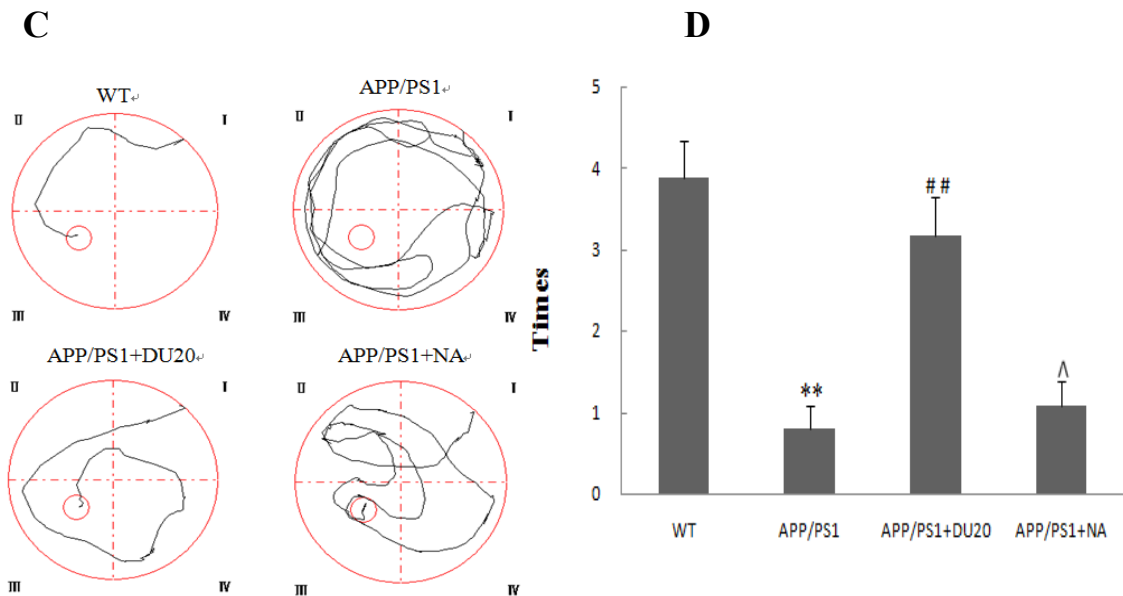 C
D
WT
APP/PS1
II
I
II
I
III
IV
III
IV
APP/PS1+DU20
APP/PS1+NA
II
I
II
I
III
IV
III
IV
Times
5
4
3
2
1
0
**
##
^
WT
APP/PS1
APP/PS1+DU20
APP/PS1+NA